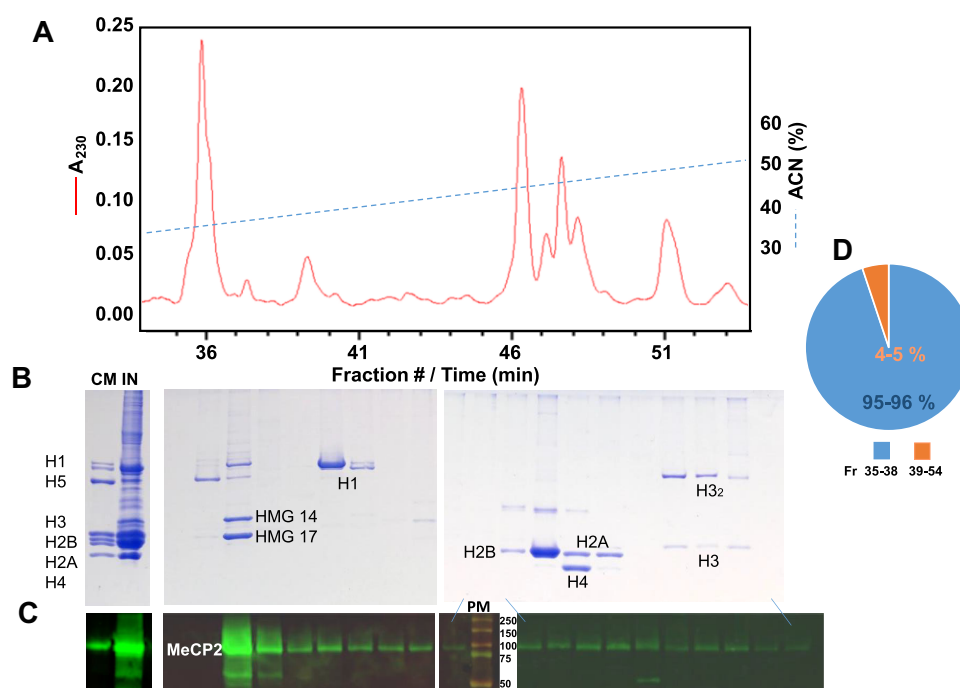 A
0.25
0.20
0.15
0.10
0.05
0.00
A230
60
50
40
30
ACN (%)
36
41
46
51
Fraction # / Time (min)
B
CM IN
H1
H5
H3
H2B
H2A
H4
HMG 14
HMG 17
H1
H2B
H2A
H4
H32
H3
C
MeCP2
PM
250
150
100
75
50
D
4-5 %
95-96 %
Fr 35-38 39-54